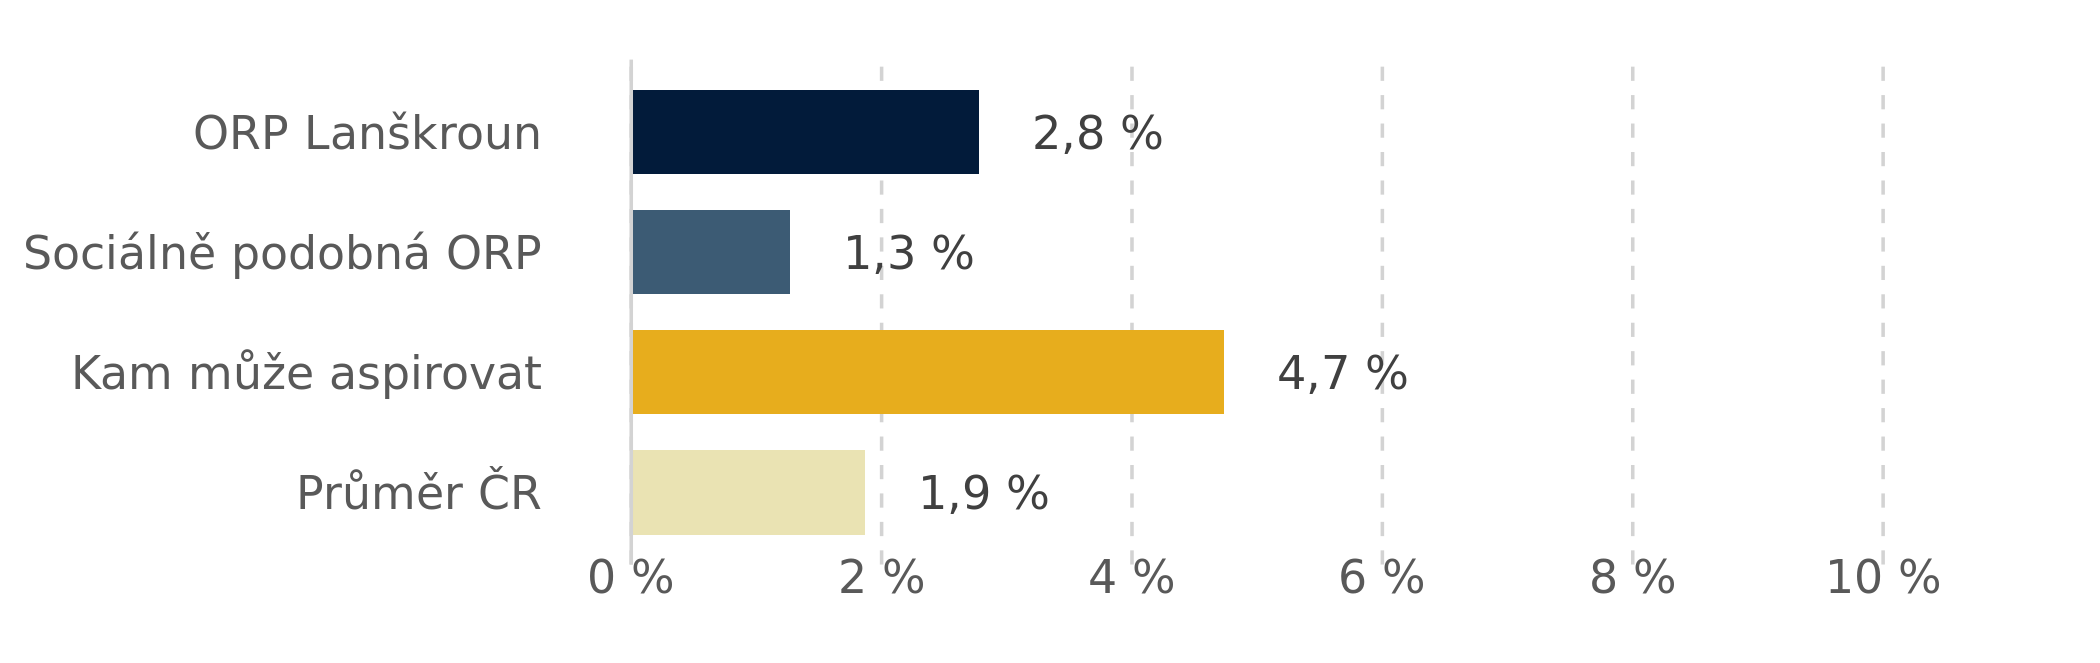 ORP Lanškroun 2,8 %
Sociálně podobná ORP 1,3 %
Kam může aspirovat 4,7 %
Průměr ČR 1,9 %
0 % 2 % 4 % 6 % 8 % 10 %